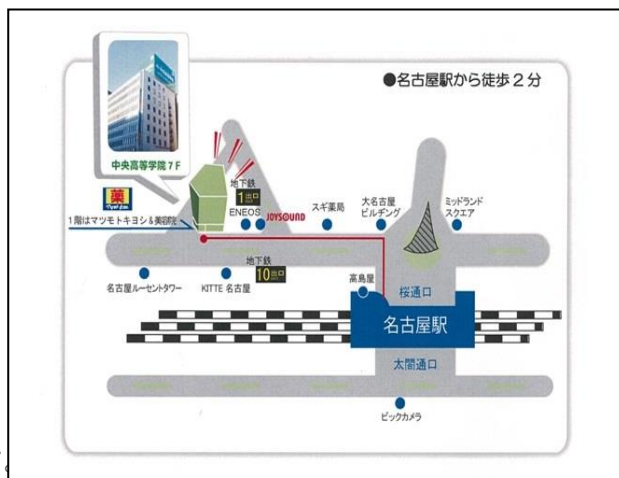 ●名古屋駅から徒歩2分
中央高等学院7F
薬
1階はマツモトキヨシ&美容院
地下鉄
1出口
ENEOS
JOYSOUND
スギ薬局
大名古屋
ビルヂング
ミッドランド
スクエア
地下鉄
10出口
名古屋ルーセントタワー
KITTE 名古屋
高島屋
桜通口
名古屋駅
太閤通口
ビックカメラ